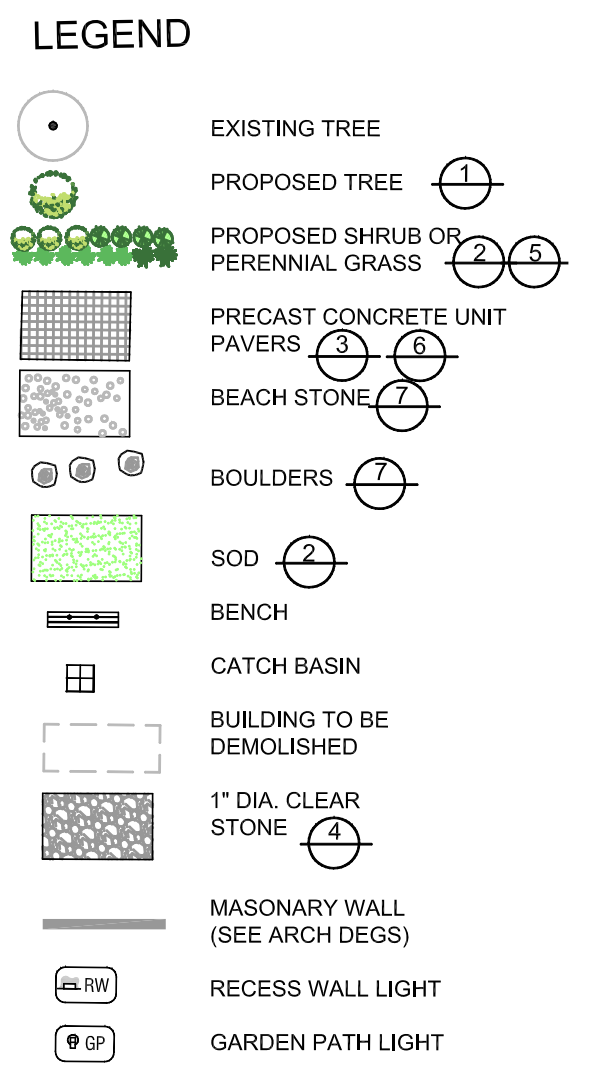 LEGEND
EXISTING TREE
PROPOSED TREE 1
PROPOSED SHRUB OR
PERENNIAL GRASS 2 5
PRECAST CONCRETE UNIT
PAVERS 3 6
BEACH STONE 7
BOULDERS 7
SOD 2
BENCH
CATCH BASIN
BUILDING TO BE
DEMOLISHED
1" DIA. CLEAR
STONE 4
MASONARY WALL
(SEE ARCH DEGS)
RW RECESS WALL LIGHT
GP GARDEN PATH LIGHT